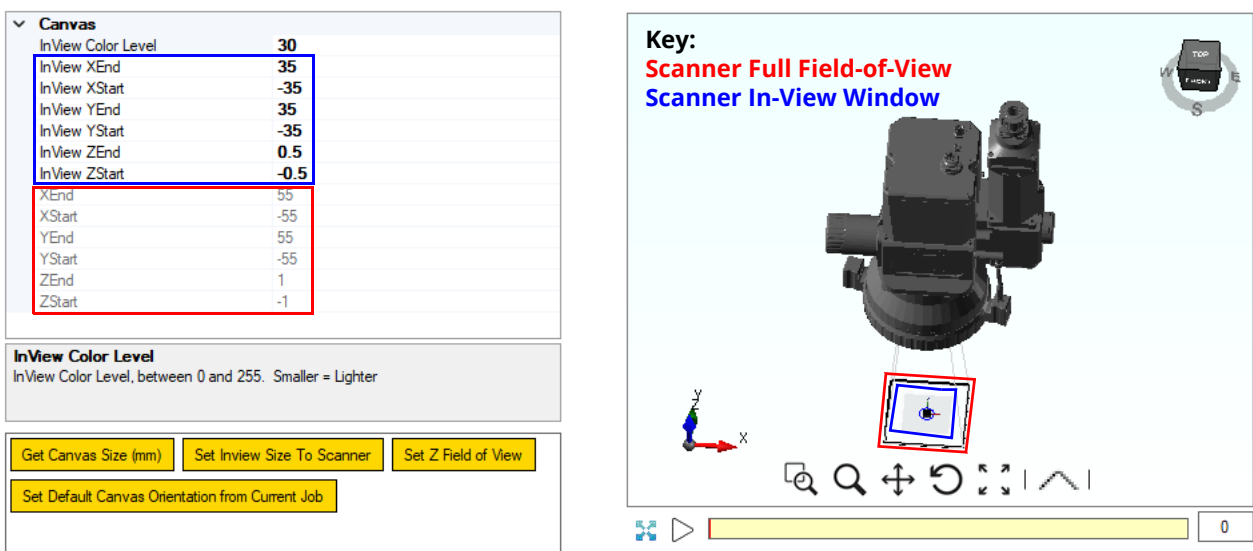 Canvas
InView Color Level 30
InView XEnd 35
InView XStart -35
InView YEnd 35
InView YStart -35
InView ZEnd 0.5
InView ZStart -0.5
XEnd 55
XStart -55
YEnd 55
YStart -55
ZEnd 1
ZStart -1
InView Color Level
InView Color Level, between 0 and 255. Smaller = Lighter
Get Canvas Size (mm) Set Inview Size To Scanner Set Z Field of View
Set Default Canvas Orientation from Current Job
Key:
Scanner Full Field-of-View
Scanner In-View Window
TOP
W FRONT E
S
y
z
x
0